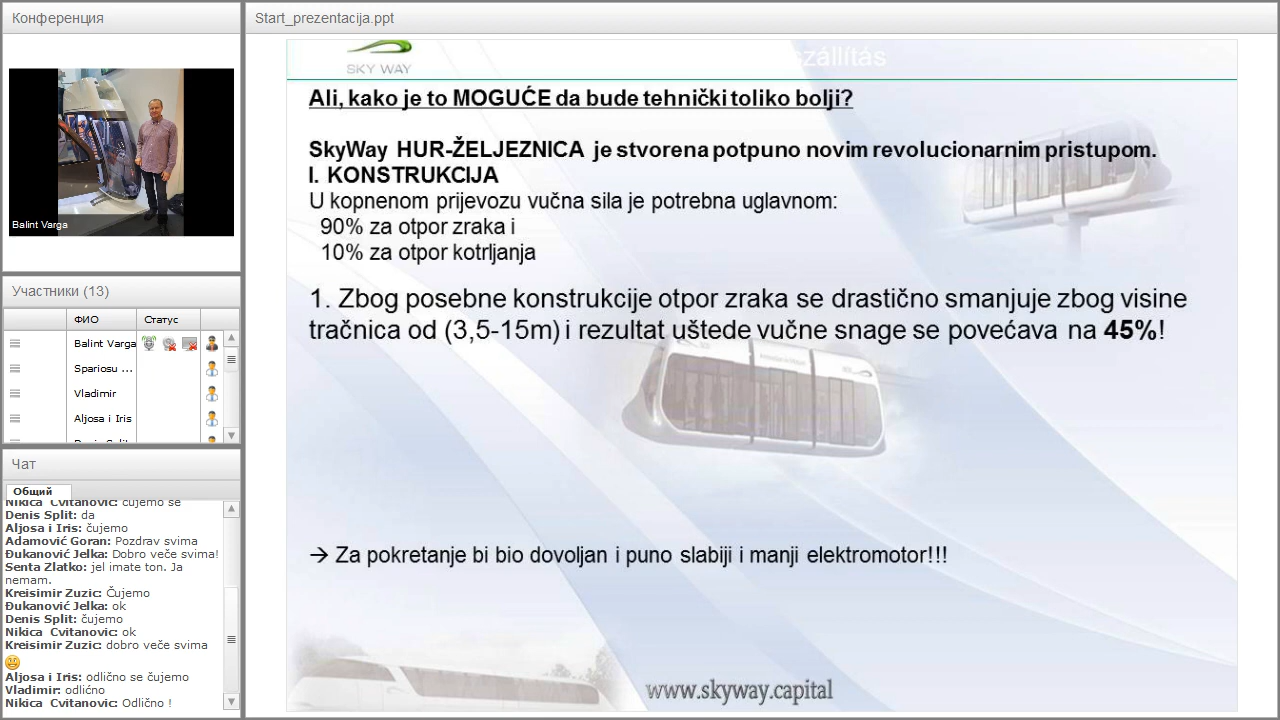 Конференция
Balint Varga
Участники (13)
ФИО
Статус
Balint Varga
Spariosu ...
Vladimir
Aljosa i Iris
Denis Split
Чат
Общий
Nikica Cvitanovic: čujemo se
Denis Split: da
Aljosa i Iris: čujemo
Adamović Goran: Pozdrav svima
Đukanović Jelka: Dobro veče svima!
Senta Zlatko: jel imate ton. Ja
nemam.
Kreisimir Zuzic: Čujemo
Đukanović Jelka: ok
Denis Split: čujemo
Nikica Cvitanovic: ok
Kreisimir Zuzic: dobro veče svima
Aljosa i Iris: odlično se čujemo
Vladimir: odlićno
Nikica Cvitanovic: Odlično !
Start_prezentacija.ppt
SKY WAY
szállítás
Ali, kako je to MOGUĆE da bude tehnički toliko bolji?
SkyWay HUR-ŽELJEZNICA je stvorena potpuno novim revolucionarnim pristupom.
I. KONSTRUKCIJA
U kopnenom prijevozu vučna sila je potrebna uglavnom:
90% za otpor zraka i
10% za otpor kotrljanja
1. Zbog posebne konstrukcije otpor zraka se drastično smanjuje zbog visine
tračnica od (3,5-15m) i rezultat uštede vučne snage se povećava na 45%!
→ Za pokretanje bi bio dovoljan i puno slabiji i manji elektromotor!!!
www.skyway.capital